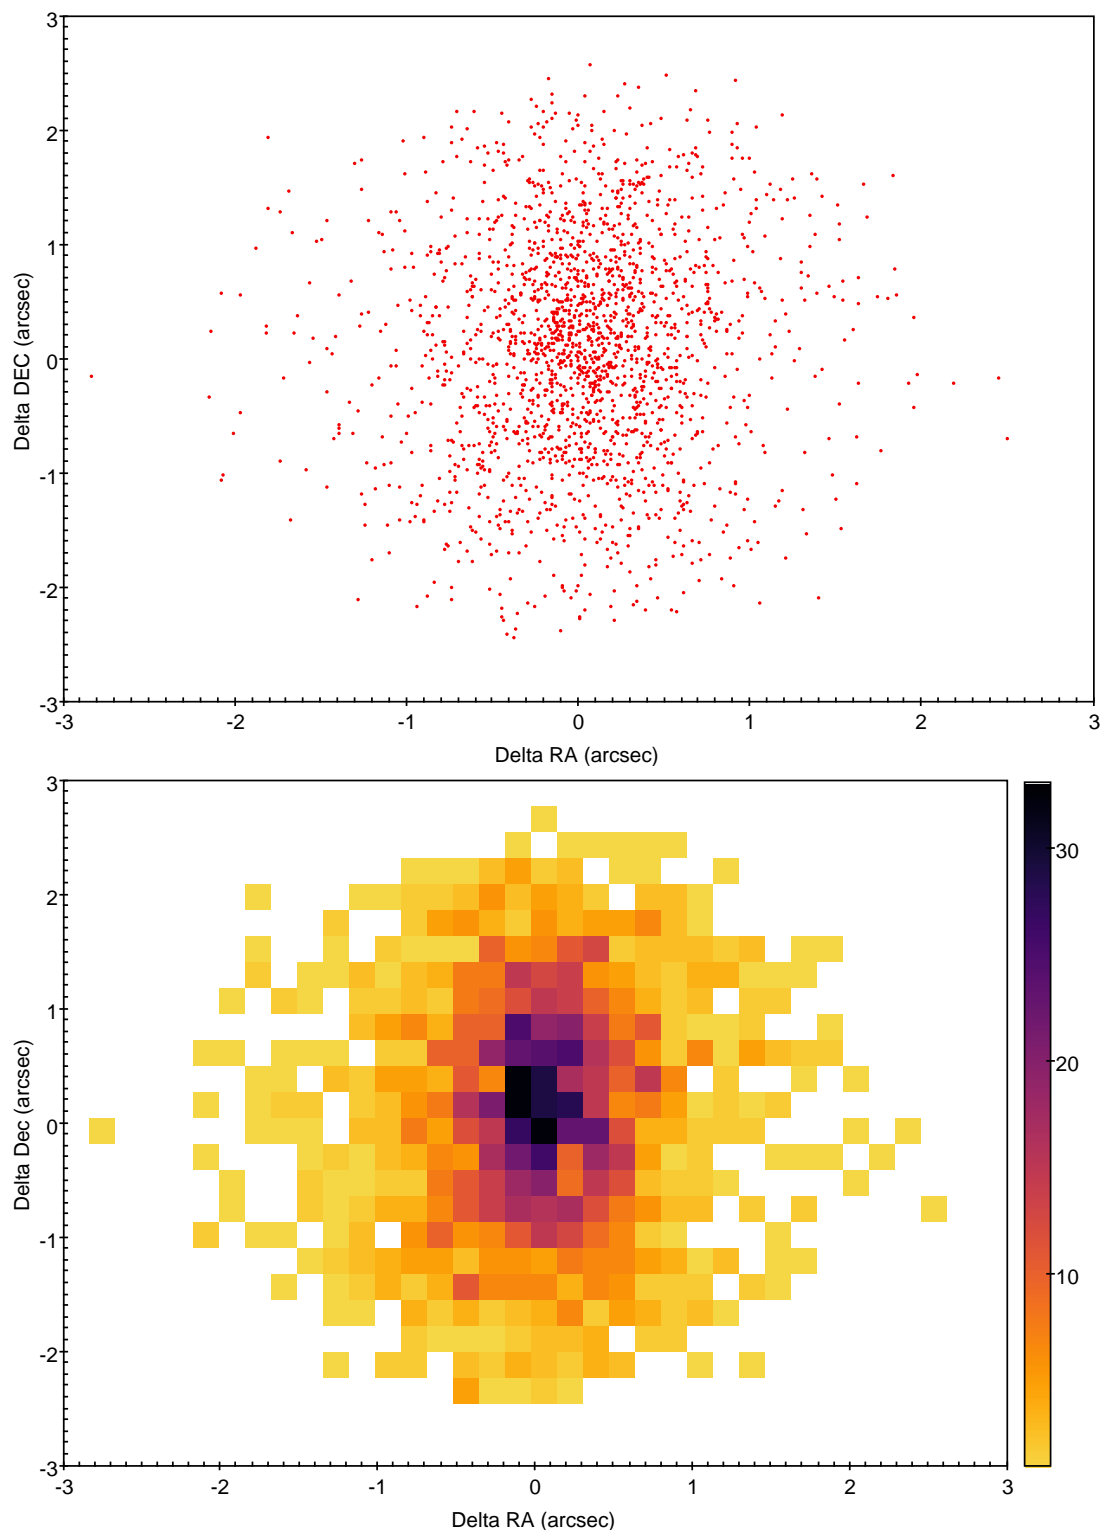 3
2
1
0
-1
-2
-3
Delta DEC (arcsec)
-3 -2 -1 0 1 2 3
Delta RA (arcsec)
3
2
1
0
-1
-2
-3
Delta Dec (arcsec)
-3 -2 -1 0 1 2 3
Delta RA (arcsec)
30
20
10